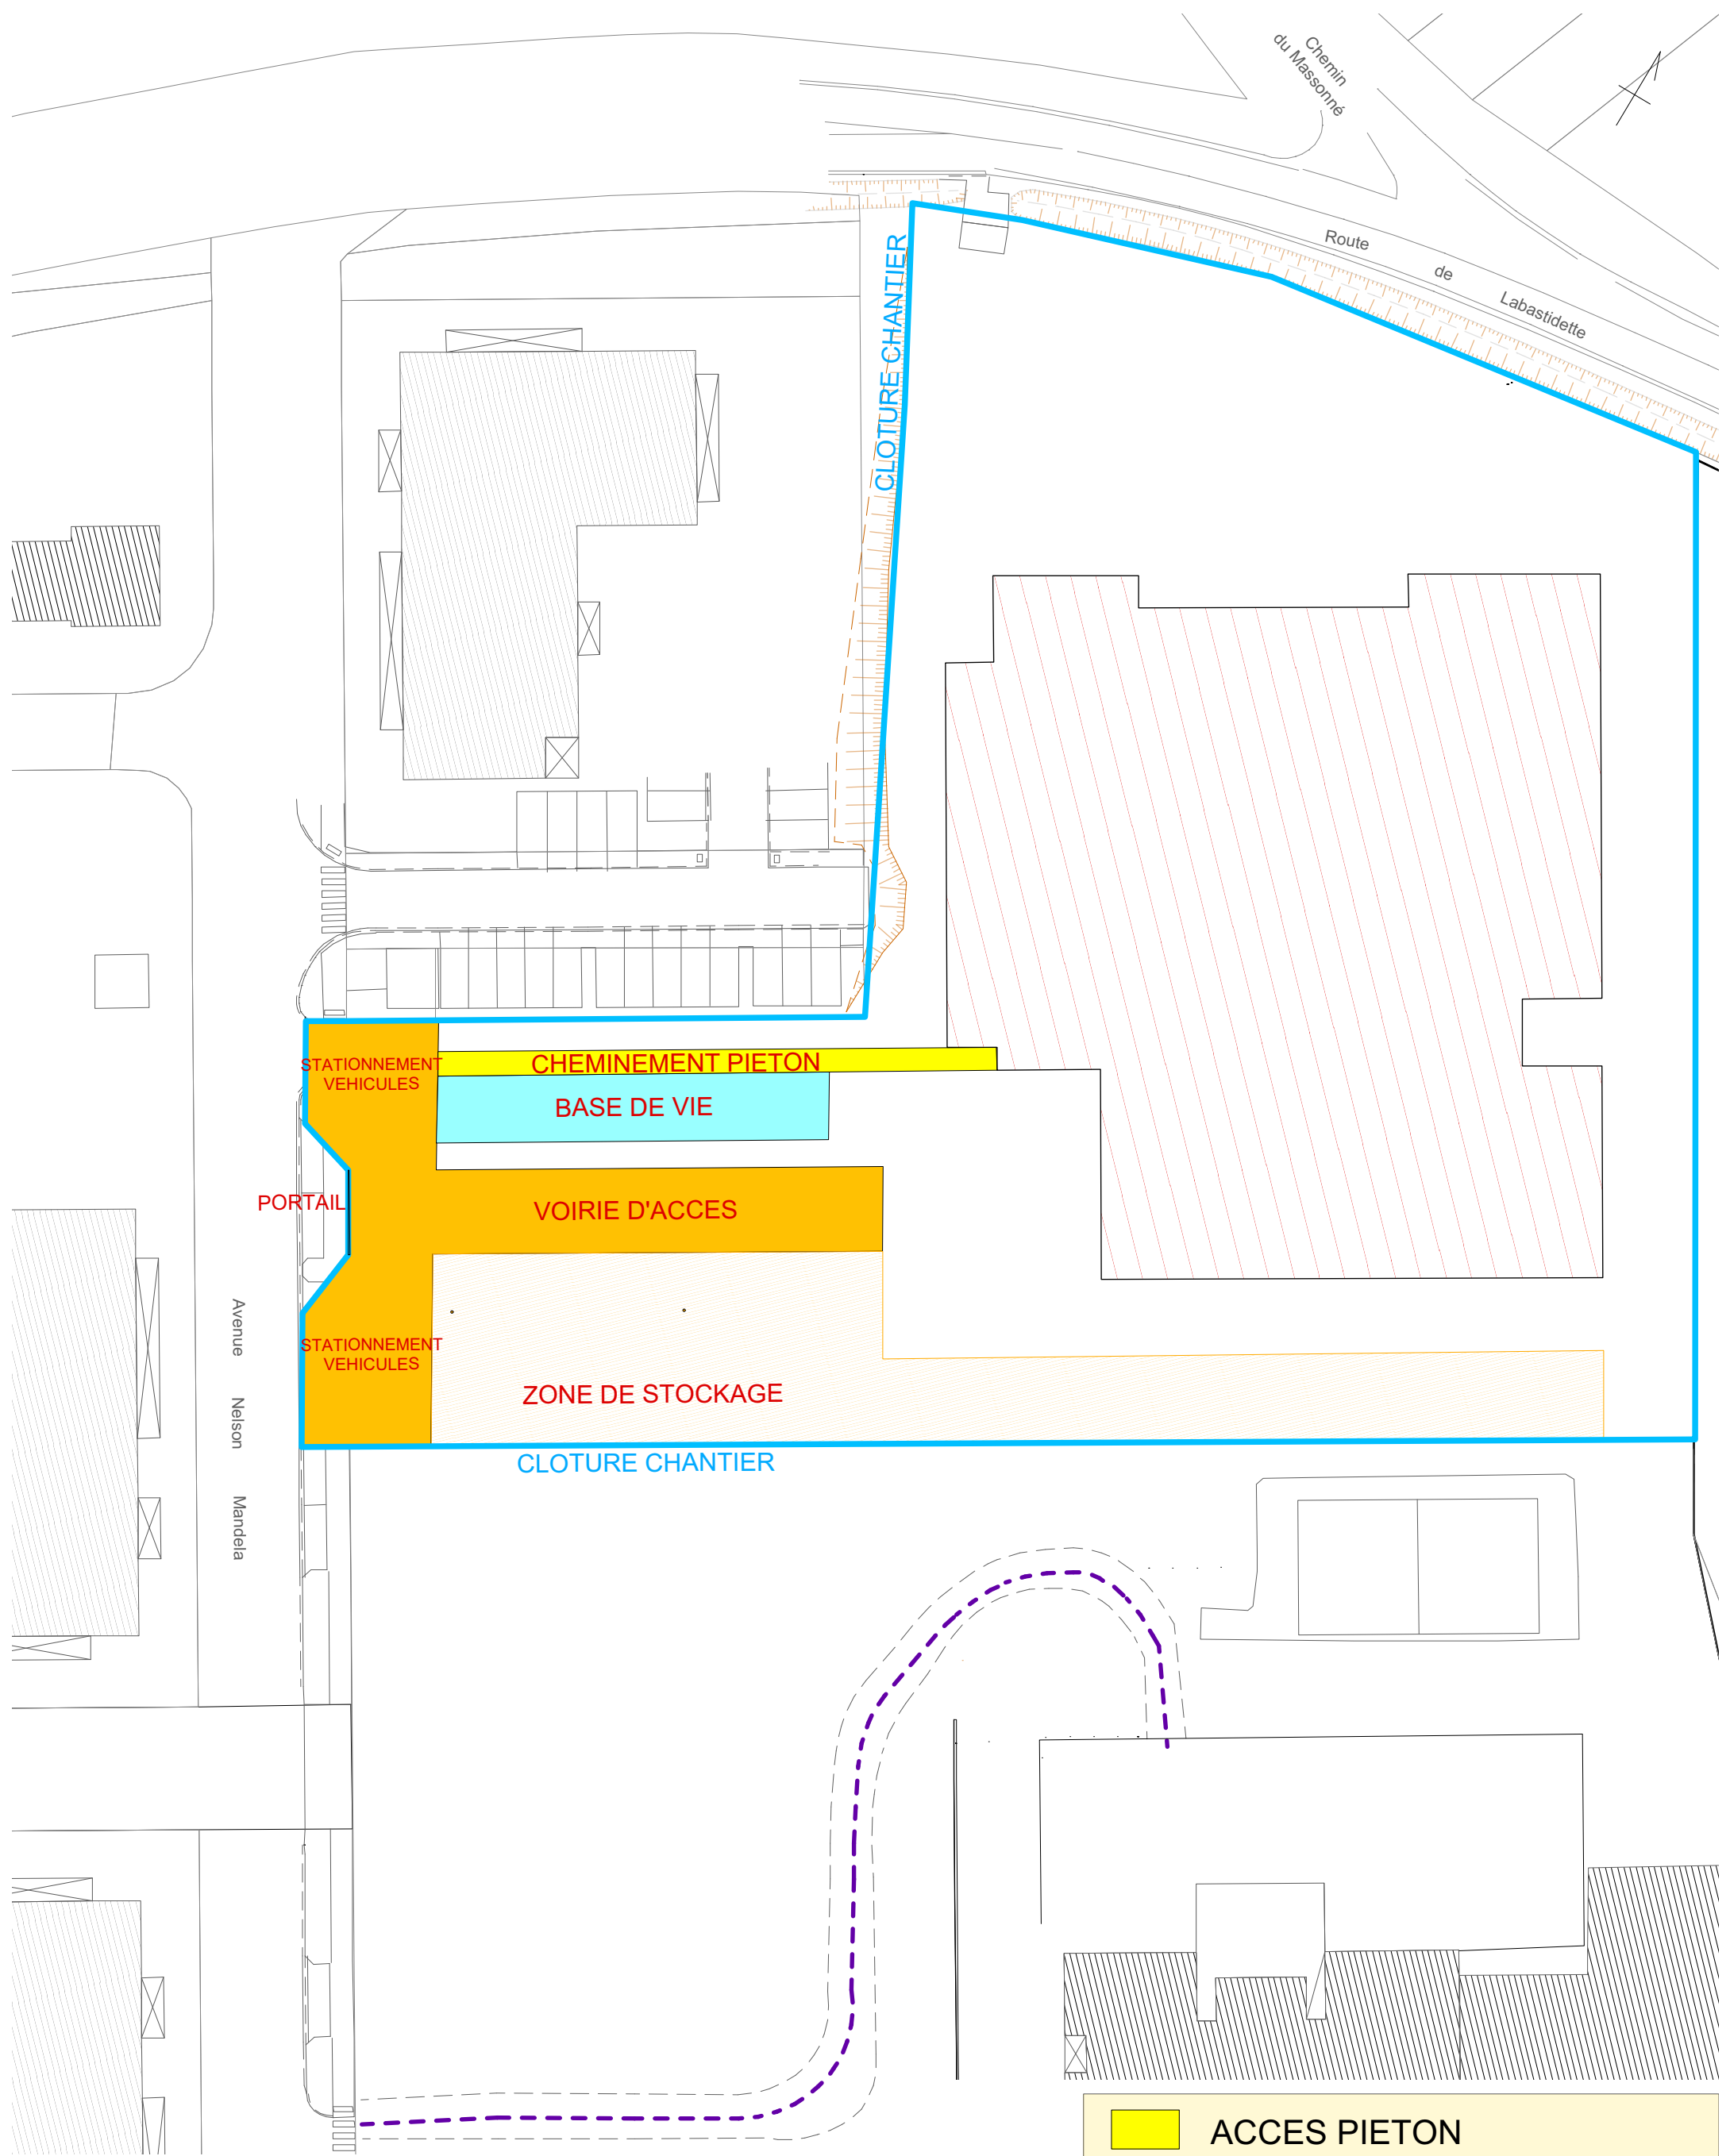 Chemin
du Massonné
Route
de
Labastidette
CLOTURE CHANTIER
STATIONNEMENT
VEHICULES
CHEMINEMENT PIETON
BASE DE VIE
PORTAIL
VOIRIE D'ACCES
Avenue
Nelson
Mandela
STATIONNEMENT
VEHICULES
ZONE DE STOCKAGE
CLOTURE CHANTIER
ACCES PIETON